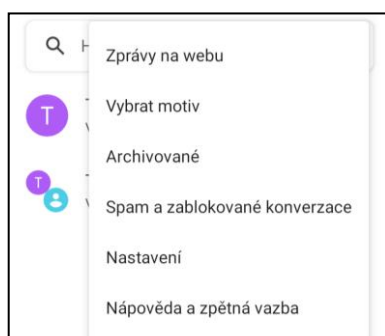 Zprávy na webu
Vybrat motiv
T
Archivované
T
Spam a zablokované konverzace
Nastavení
Nápověda a zpětná vazba